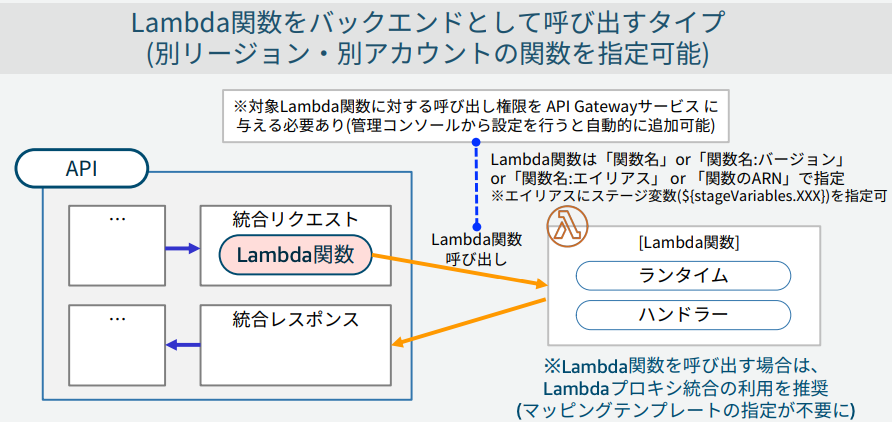 Lambda関数をバックエンドとして呼び出すタイプ
(別リージョン・別アカウントの関数を指定可能)
※対象Lambda関数に対する呼び出し権限を API Gatewayサービス に
与える必要あり(管理コンソールから設定を行うと自動的に追加可能)
API
Lambda関数は「関数名」or「関数名:バージョン」
or「関数名:エイリアス」 or 「関数のARN」で指定
※エイリアスにステージ変数(${stageVariables.XXX})を指定可
…
統合リクエスト
Lambda関数
Lambda関数
呼び出し
[Lambda関数]
ランタイム
ハンドラー
…
統合レスポンス
※Lambda関数を呼び出す場合は、
Lambdaプロキシ統合の利用を推奨
(マッピングテンプレートの指定が不要に)